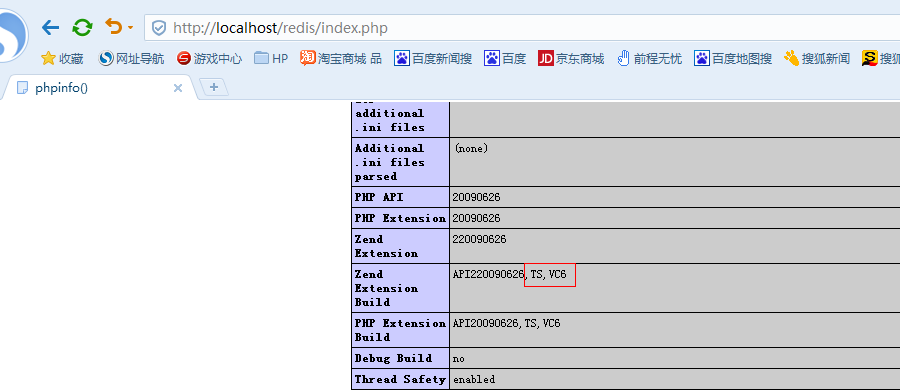 http://localhost/redis/index.php
收藏 网址导航 游戏中心 HP 淘宝商城 品 百度新闻搜 百度 京东商城 前程无忧 百度地图搜 搜狐新闻 搜狐
phpinfo()
additional
.ini files
Additional
.ini files
parsed
(none)
PHP API 20090626
PHP Extension 20090626
Zend
Extension
220090626
Zend
Extension
Build
API220090626,TS,VC6
PHP Extension
Build
API20090626,TS,VC6
Debug Build no
Thread Safety enabled